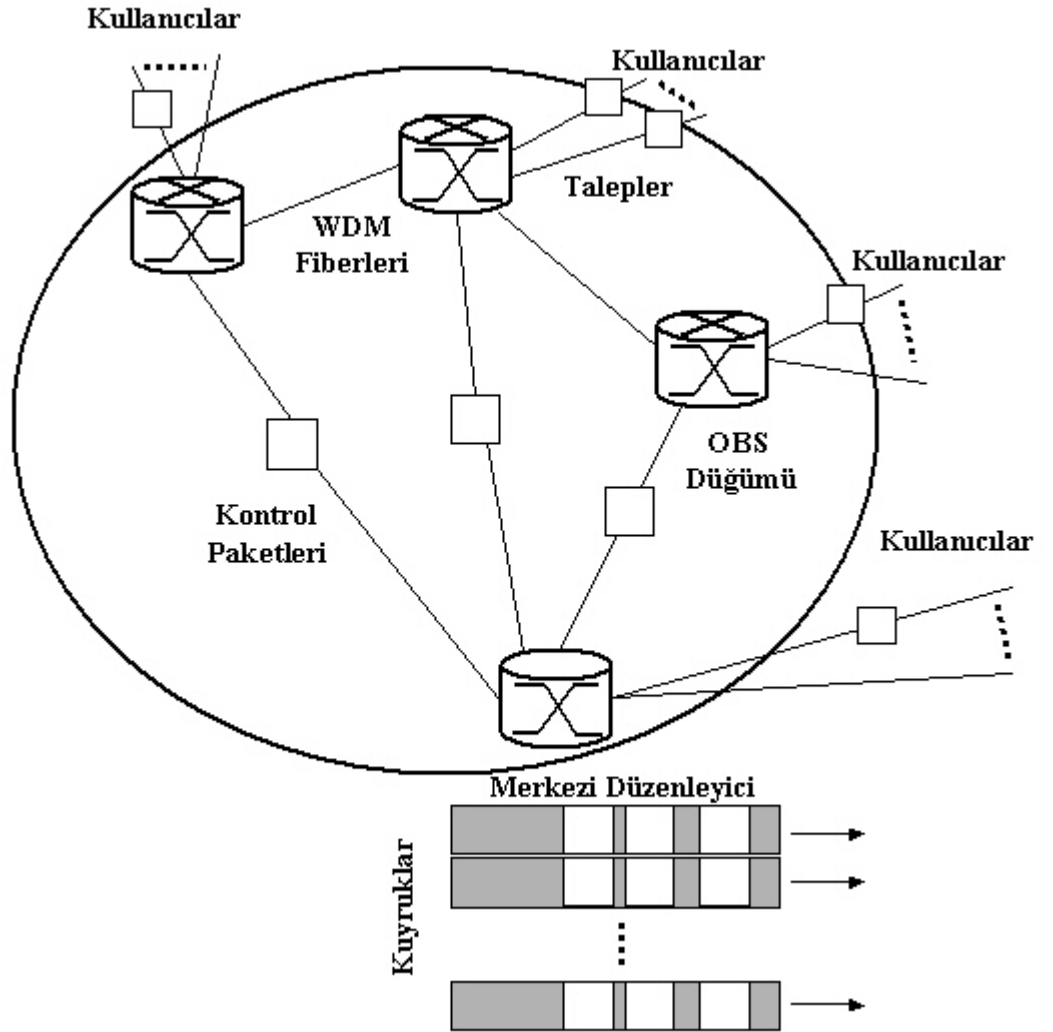 Kullanıcılar
Kullanıcılar
Talepler
WDM
Fiberleri
Kullanıcılar
OBS
Düğümü
Kontrol
Paketleri
Kullanıcılar
Merkezi Düzenleyici
Kuyruklar